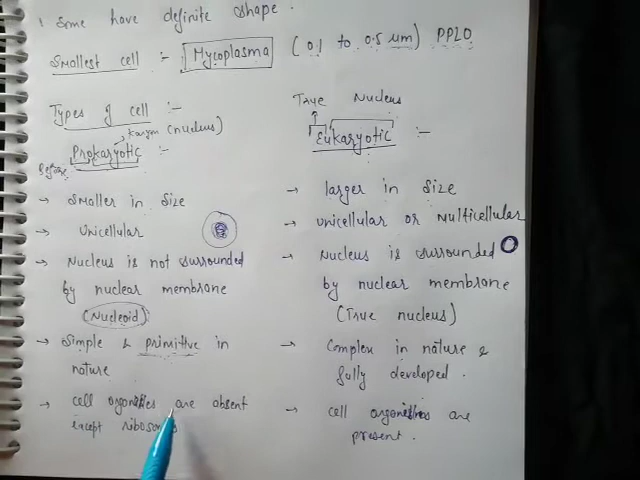 Some have definite shape.
Smallest cell :- Mycoplasma (0.1 to 0.5 µm) PPLO
Types of cell :-
karyon (nucleus)
Prokaryotic :-
Before
→ Smaller in size
→ Unicellular
→ Nucleus is not surrounded
by nuclear membrane
(Nucleoid)
→ Simple & primitive in
nature
→ cell are absent
except
True Nucleus
Eukaryotic :-
→ larger in size
→ Unicellular or Multicellular
→ Nucleus is surrounded
by nuclear membrane
(True nucleus)
→ Complex in nature &
fully developed.
→ cell are
present.